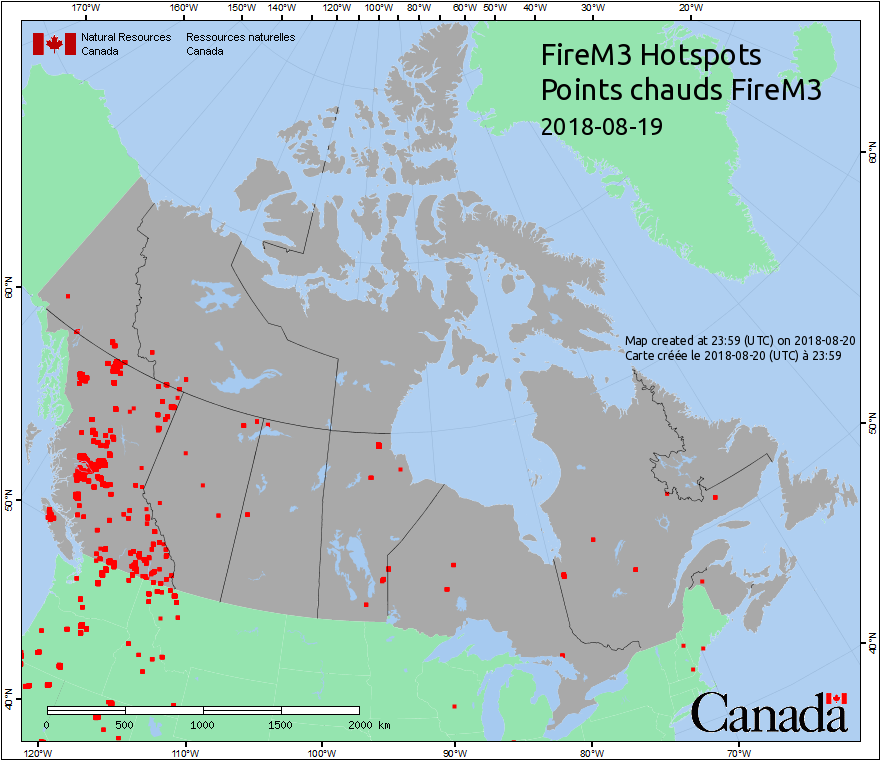 170°W 160°W 150°W 140°W 120°W 100°W 80°W 60°W 50°W 40°W 30°W 20°W
Natural Resources Ressources naturelles
Canada Canada
FireM3 Hotspots
Points chauds FireM3
2018-08-19
60°N
60°N
Map created at 23:59 (UTC) on 2018-08-20
Carte créée le 2018-08-20 (UTC) à 23:59
50°N
50°N
40°N
40°N
Canada
0 500 1000 1500 2000 km
120°W 110°W 100°W 90°W 80°W 70°W